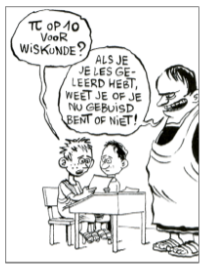 π OP 10
VOOR
WISKUNDE?
ALS JE
JE LES GE-
LEERD HEBT,
WEET JE OF JE
NU GEBUISD
BENT OF NIET!